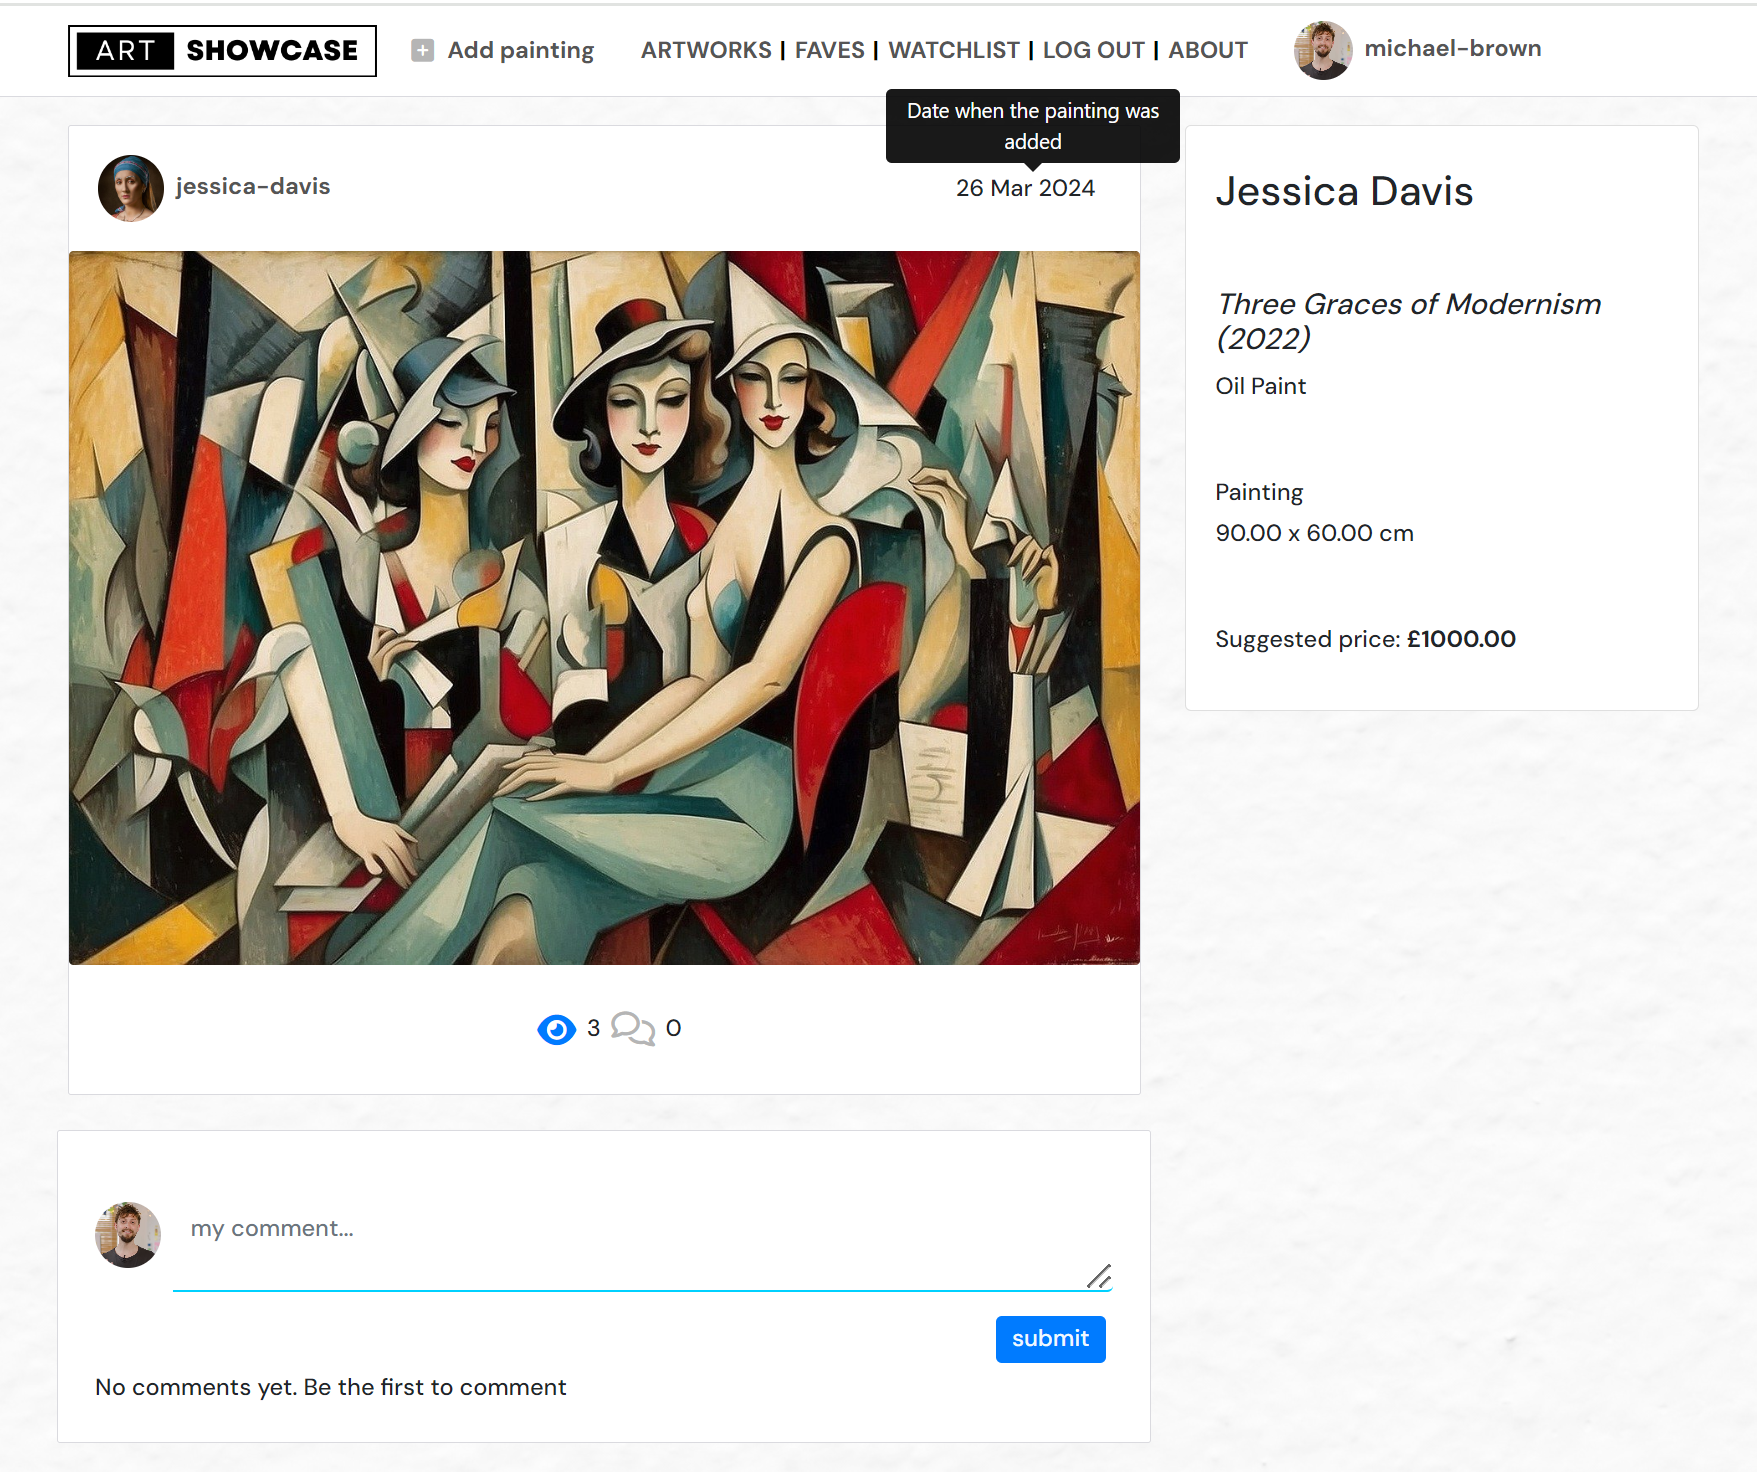 ART SHOWCASE
Add painting
ARTWORKS | FAVES | WATCHLIST | LOG OUT | ABOUT
michael-brown
Date when the painting was
added
jessica-davis
26 Mar 2024
Jessica Davis
Three Graces of Modernism
(2022)
Oil Paint
Painting
90.00 x 60.00 cm
Suggested price: £1000.00
3
0
my comment...
submit
No comments yet. Be the first to comment